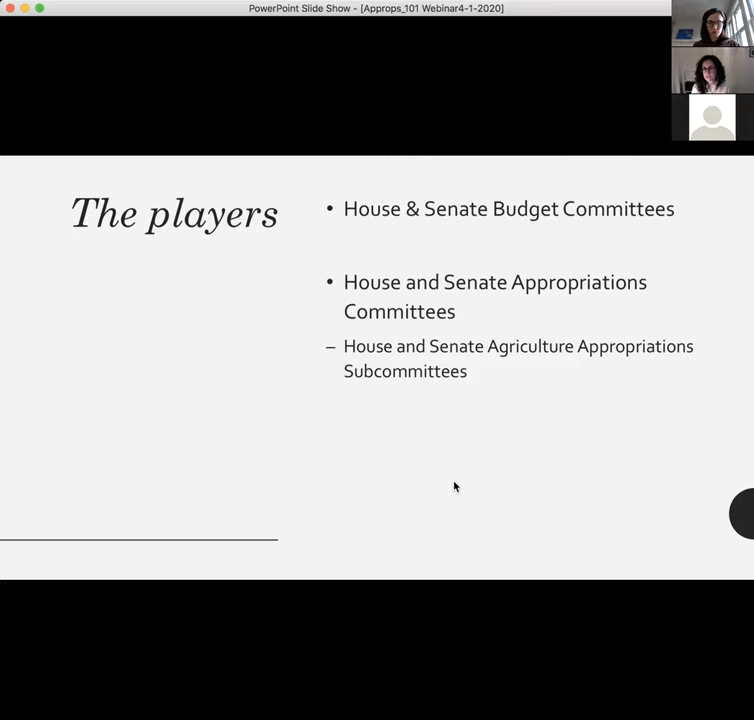 PowerPoint Slide Show - [Approps_101 Webinar4-1-2020]
The players
• House & Senate Budget Committees
• House and Senate Appropriations
Committees
– House and Senate Agriculture Appropriations
Subcommittees